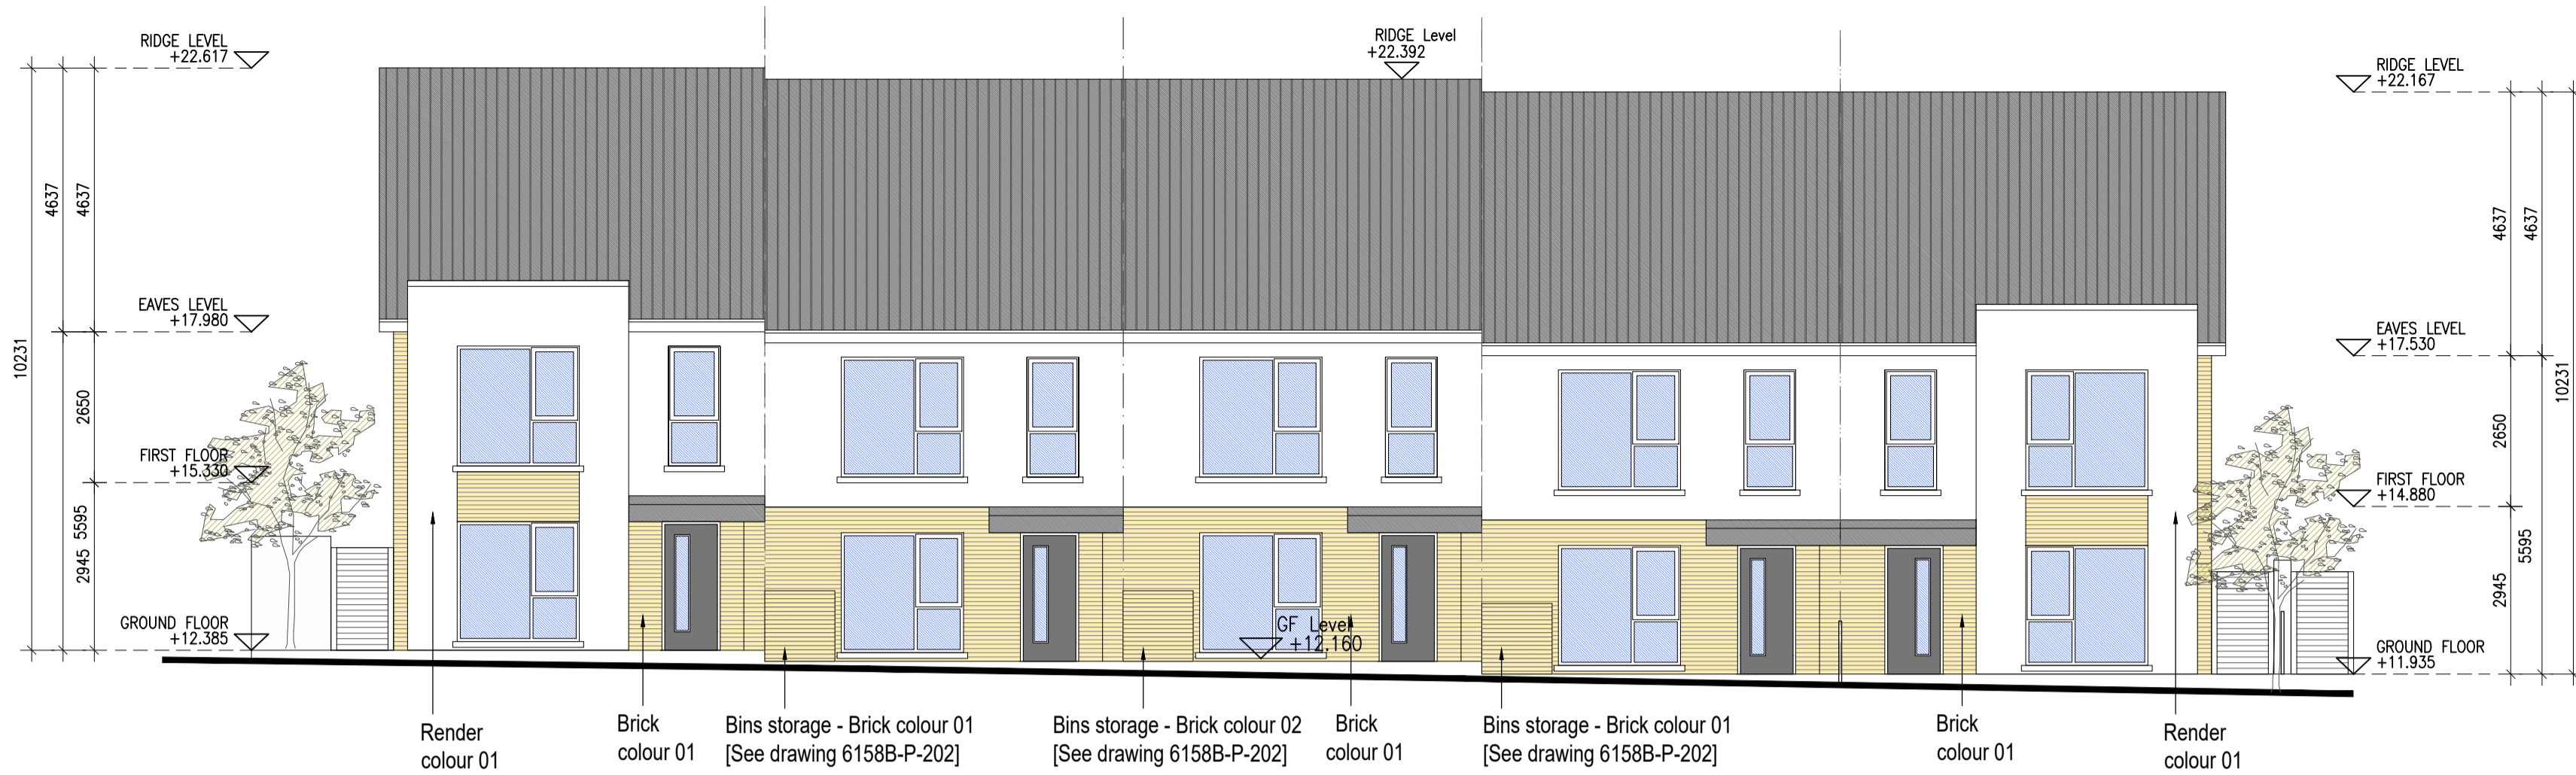 RIDGE LEVEL
+22.617
RIDGE Level
+22.392
RIDGE LEVEL
+22.167
4637
4637
4637
4637
EAVES LEVEL
+17.980
EAVES LEVEL
+17.530
10231
10231
2650
2650
FIRST FLOOR
+15.330
FIRST FLOOR
+14.880
5595
5595
2945
2945
GROUND FLOOR
+12.385
GF Level
+12.160
GROUND FLOOR
+11.935
Render
colour 01
Brick
colour 01
Bins storage - Brick colour 01
[See drawing 6158B-P-202]
Bins storage - Brick colour 02
[See drawing 6158B-P-202]
Brick
colour 01
Bins storage - Brick colour 01
[See drawing 6158B-P-202]
Brick
colour 01
Render
colour 01